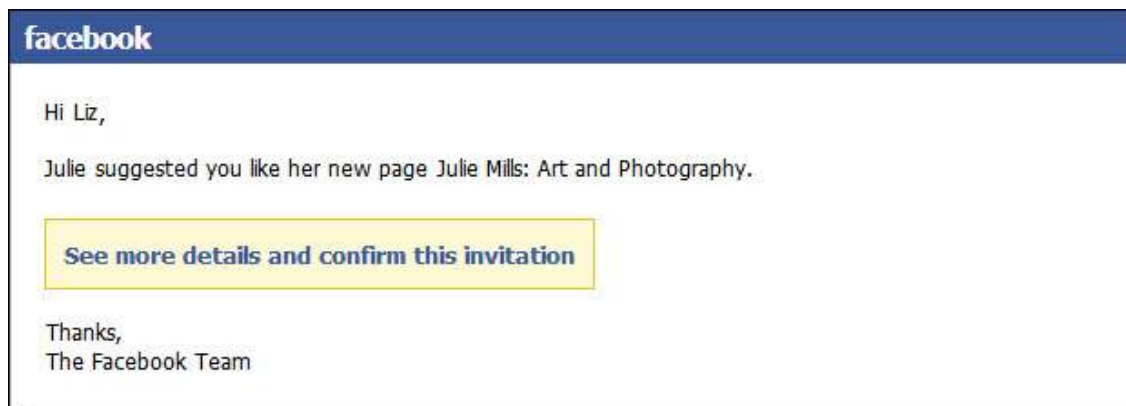 facebook
Hi Liz,
Julie suggested you like her new page Julie Mills: Art and Photography.
See more details and confirm this invitation
Thanks,
The Facebook Team